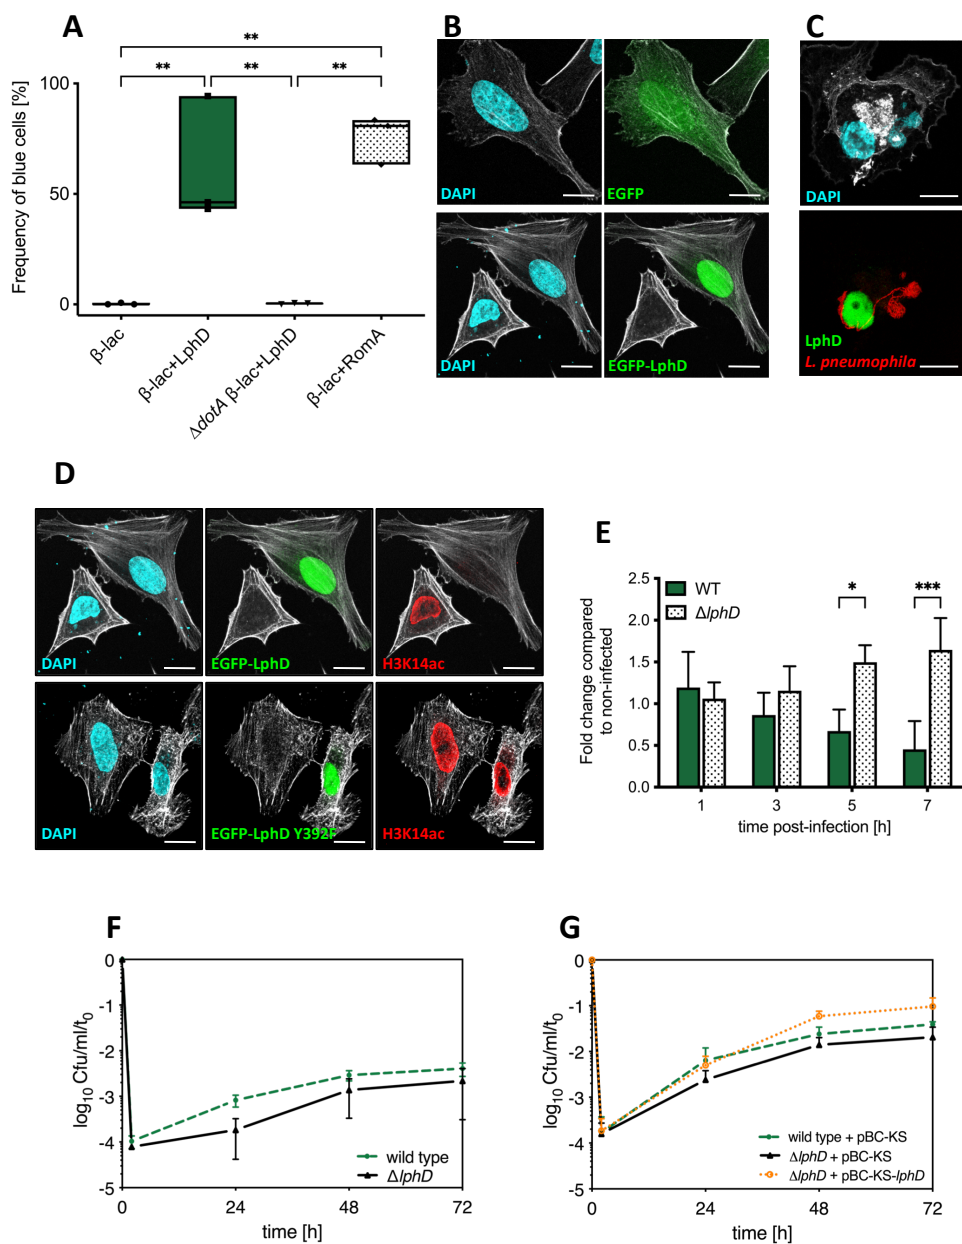 A
**
** ** **
Frequency of blue cells [%]
100
50
0
β-lac
β-lac+LphD
ΔdotA β-lac+LphD
β-lac+RomA
B
DAPI
EGFP
DAPI
EGFP-LphD
C
DAPI
LphD
L. pneumophila
D
DAPI
EGFP-LphD
H3K14ac
DAPI
EGFP-LphD Y392F
H3K14ac
E
Fold change compared
to non-infected
2.5
2.0
1.5
1.0
0.5
0.0
WT
ΔlphD
* ***
1 3 5 7
time post-infection [h]
F
log10 Cfu/ml/t0
0
-1
-2
-3
-4
-5
wild type
ΔlphD
0 24 48 72
time [h]
G
log10 Cfu/ml/t0
0
-1
-2
-3
-4
-5
wild type + pBC-KS
ΔlphD + pBC-KS
ΔlphD + pBC-KS-lphD
0 24 48 72
time [h]